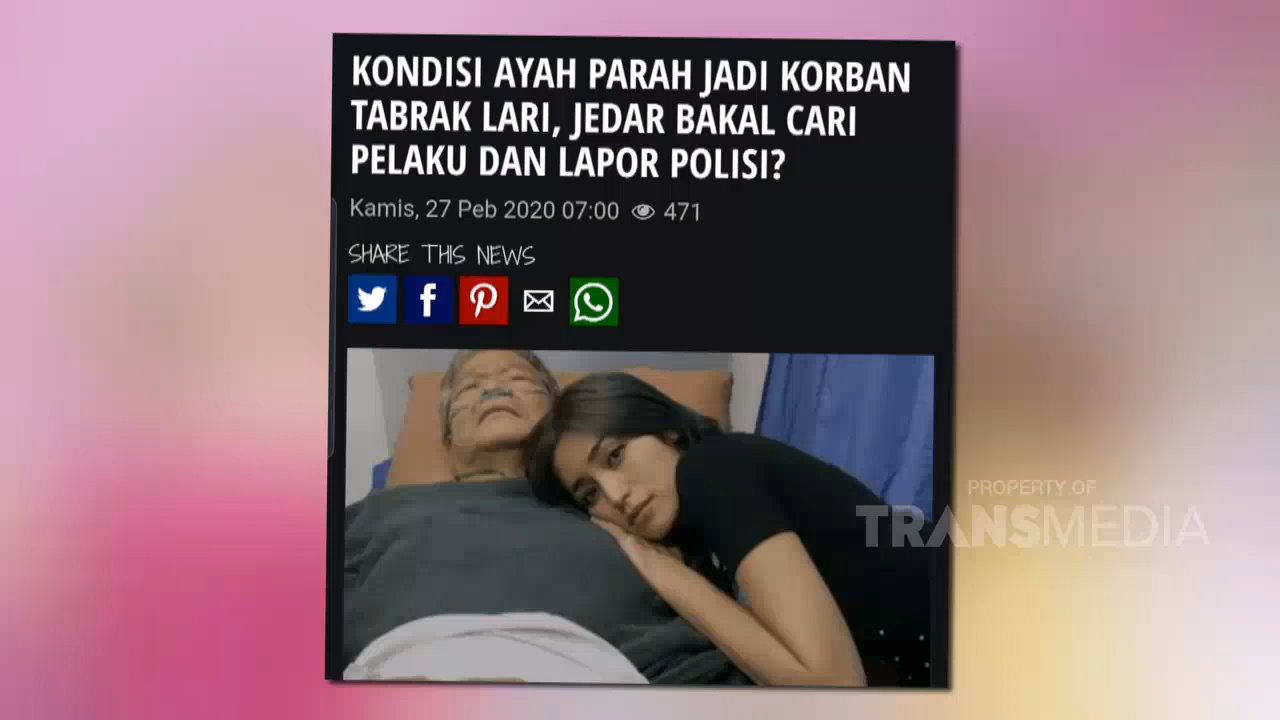 KONDISI AYAH PARAH JADI KORBAN
TABRAK LARI, JEDAR BAKAL CARI
PELAKU DAN LAPOR POLISI?
Kamis, 27 Peb 2020 07:00 471
SHARE THIS NEWS
PROPERTY OF
TRANSMEDIA